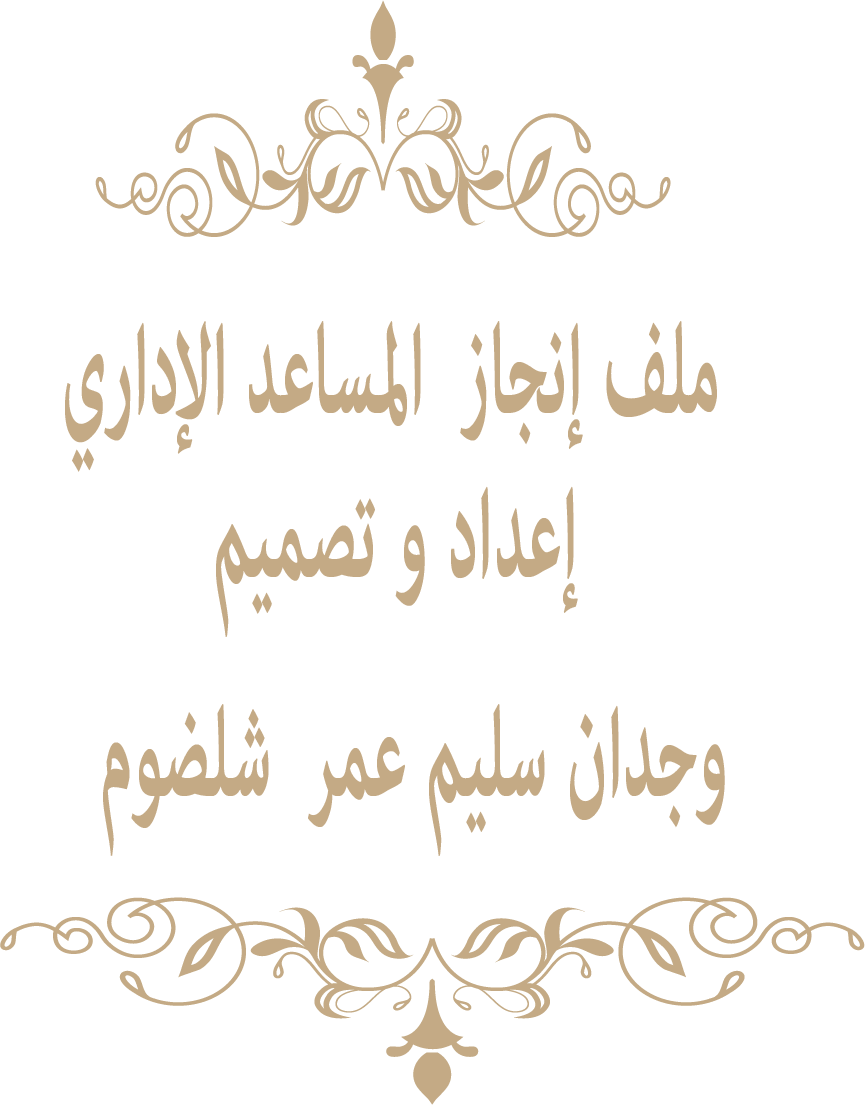 ملف إنجاز المساعد الإداري
إعداد و تصميم
وجدان سليم عمر شلضوم